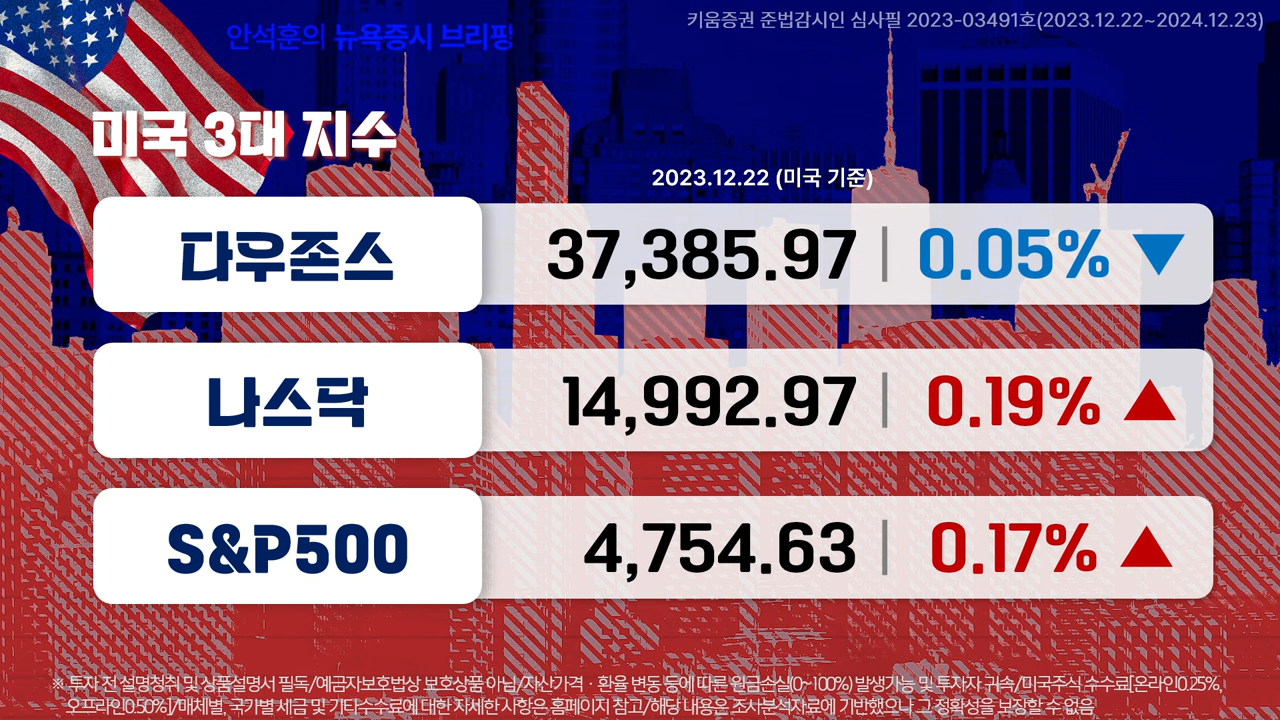 안석훈의 뉴욕증시 브리핑
키움증권 준법감시인 심사필 2023-03491호(2023.12.22~2024.12.23)
미국 3대 지수
2023.12.22 (미국 기준)
다우존스 37,385.97 | 0.05% ▼
나스닥 14,992.97 | 0.19% ▲
S&P500 4,754.63 | 0.17% ▲
※ 투자 전 설명청취 및 상품설명서 필독/예금자보호법상 보호상품 아님/자산가격 · 환율 변동 등에 따른 원금손실(0~100%) 발생가능 및 투자자 귀속/미국주식 수수료[온라인0.25%,
오프라인0.50%]/매체별, 국가별 세금 및 기타수수료에 대한 자세한 사항은 홈페이지 참고/해당 내용은 조사분석자료에 기반했으나 그 정확성을 보장할 수 없음